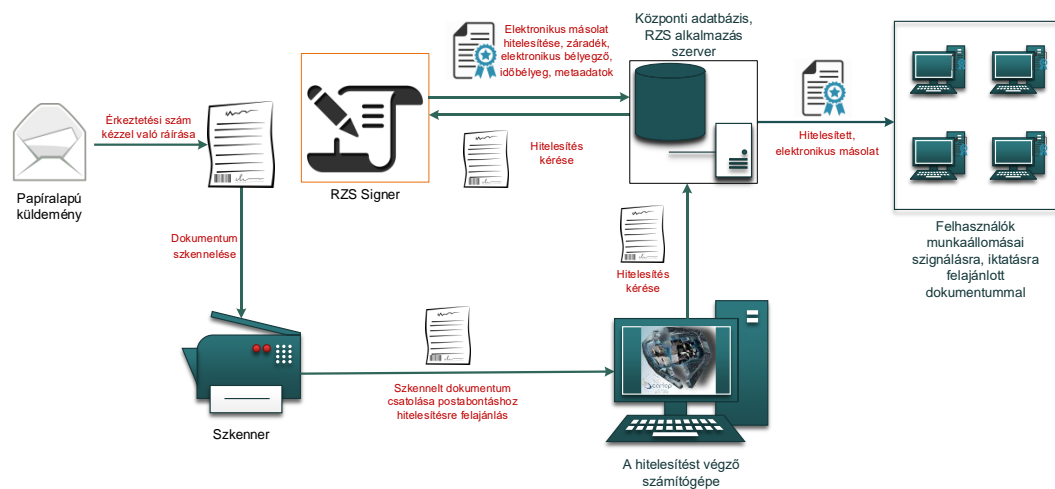 Érkeztetési szám
kézzel való ráírása
Papíralapú
küldemény
RZS Signer
Elektronikus másolat
hitelesítése, záradék,
elektronikus bélyegző,
időbélyeg, metaadatok
Hitelesítés
kérése
Központi adatbázis,
RZS alkalmazás
szerver
Hitelesített,
elektronikus másolat
Felhasználók
munkaállomásai
szignálásra, iktatásra
felajánlott
dokumentummal
Dokumentum
szkennelése
Hitelesítés
kérése
Szkenner
Szkennelt dokumentum
csatolása postabontáshoz
hitelesítésre felajánlás
A hitelesítést végző
számítógépe